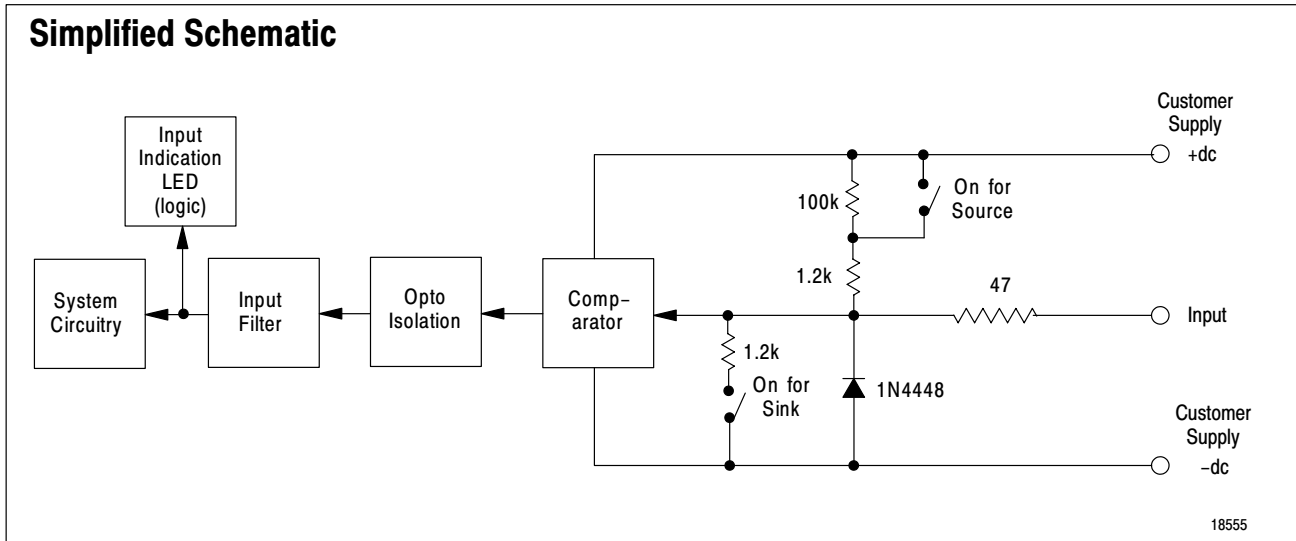 Simplified Schematic
Customer
Supply
+dc
Input
Indication
LED
(logic)
100k
On for
Source
1.2k
47
System
Circuitry
Input
Filter
Opto
Isolation
Comp-
arator
Input
1.2k
On for
Sink
1N4448
Customer
Supply
-dc
18555